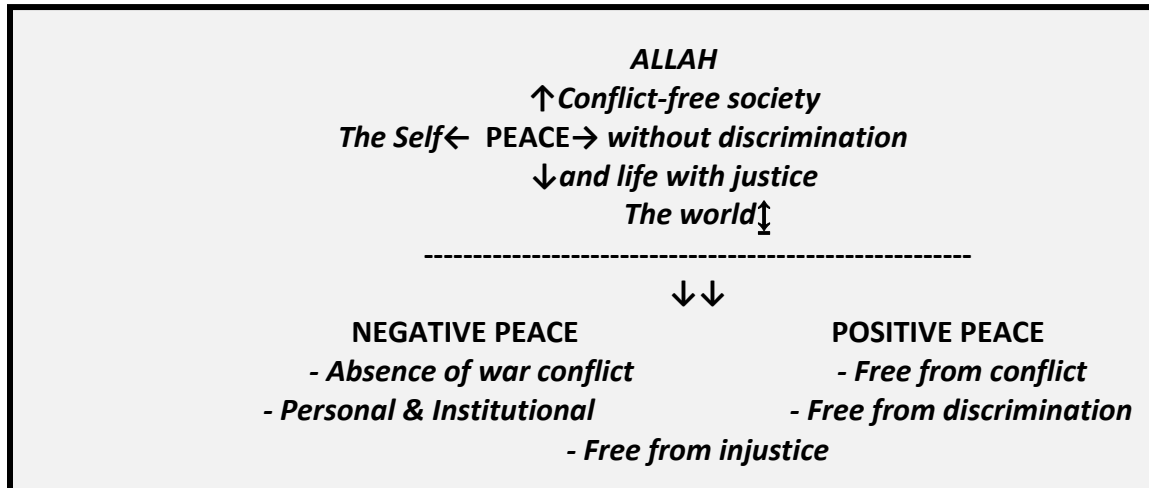 ALLAH
↑Conflict-free society
The Self← PEACE→ without discrimination
↓and life with justice
The world↨
--------------------------------------------------------
↓↓
NEGATIVE PEACE POSITIVE PEACE
- Absence of war conflict - Free from conflict
- Personal & Institutional - Free from discrimination
- Free from injustice